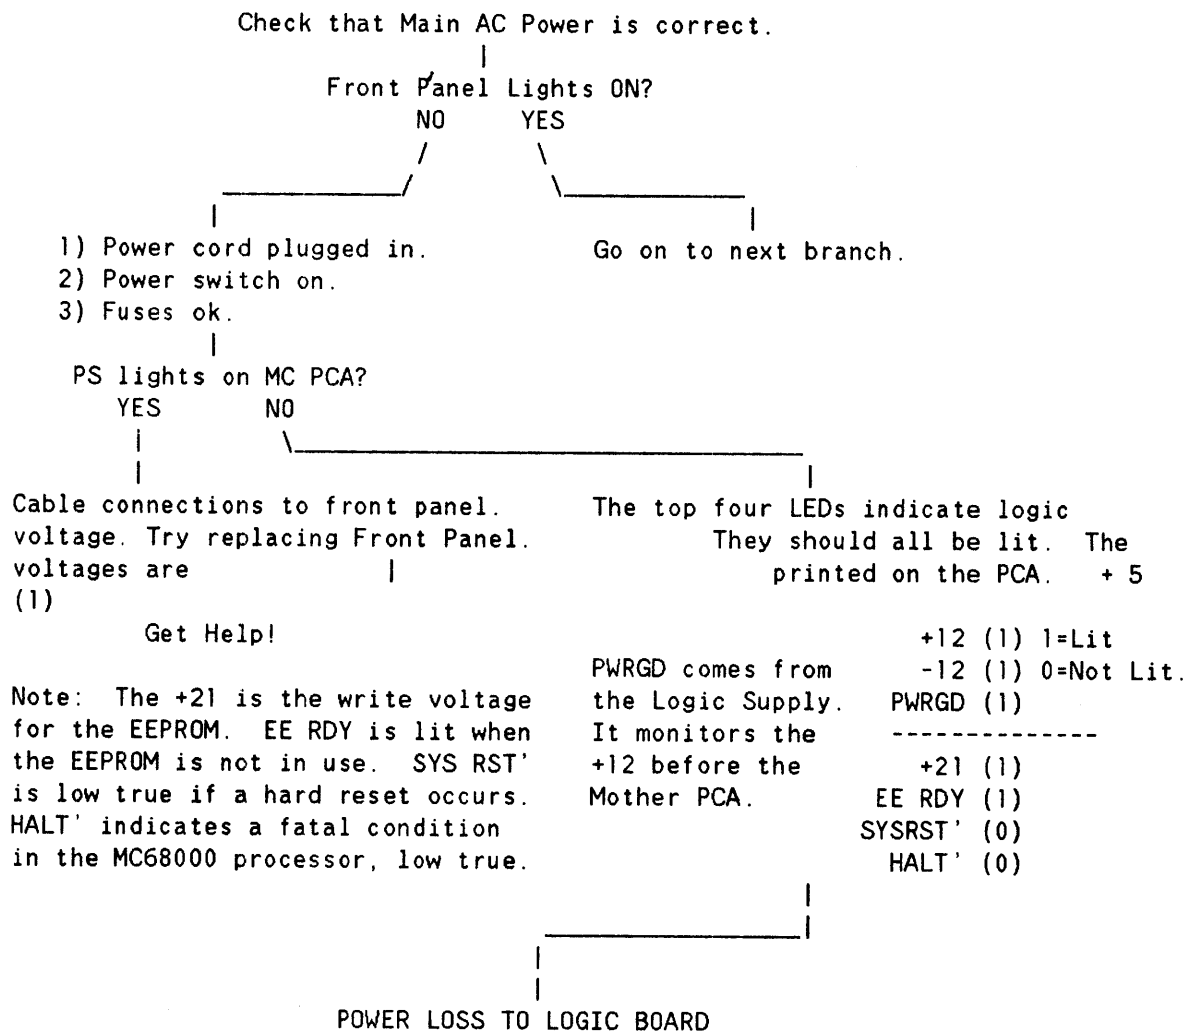 Check that Main AC Power is correct.
Front Panel Lights ON?
NO YES
1) Power cord plugged in.
2) Power switch on.
3) Fuses ok.
Go on to next branch.
PS lights on MC PCA?
YES NO
Cable connections to front panel.
voltage. Try replacing Front Panel.
voltages are
(1)
Get Help!
Note: The +21 is the write voltage
for the EEPROM. EE RDY is lit when
the EEPROM is not in use. SYS RST'
is low true if a hard reset occurs.
HALT' indicates a fatal condition
in the MC68000 processor, low true.
The top four LEDs indicate logic
They should all be lit. The
printed on the PCA. + 5
PWRGD comes from
the Logic Supply.
It monitors the
+12 before the
Mother PCA.
+12 (1) 1=Lit
-12 (1) 0=Not Lit.
PWRGD (1)
--------------
+21 (1)
EE RDY (1)
SYSRST' (0)
HALT' (0)
POWER LOSS TO LOGIC BOARD